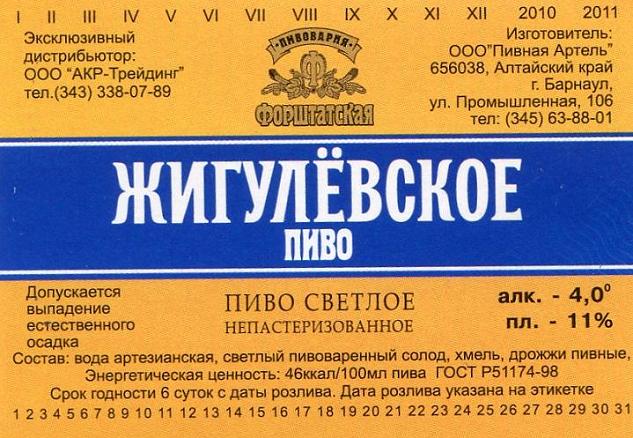 I II III IV V VI VII VIII IX X XI XII 2010 2011
Эксклюзивный
дистрибьютор:
ООО "АКР-Трейдинг"
тел.(343) 338-07-89
ПИВОВАРНЯ
Ф
ФОРШТАТСКАЯ
Изготовитель:
ООО"Пивная Артель"
656038, Алтайский край
г. Барнаул,
ул. Промышленная, 106
тел: (345) 63-88-01
ЖИГУЛЁВСКОЕ
ПИВО
Допускается
выпадение
естественного
осадка
ПИВО СВЕТЛОЕ
НЕПАСТЕРИЗОВАННОЕ
алк. - 4,0⁰
пл. - 11%
Состав: вода артезианская, светлый пивоваренный солод, хмель, дрожжи пивные,
Энергетическая ценность: 46ккал/100мл пива ГОСТ Р51174-98
Срок годности 6 суток с даты розлива. Дата розлива указана на этикетке
1 2 3 4 5 6 7 8 9 10 11 12 13 14 15 16 17 18 19 20 21 22 23 24 25 26 27 28 29 30 31